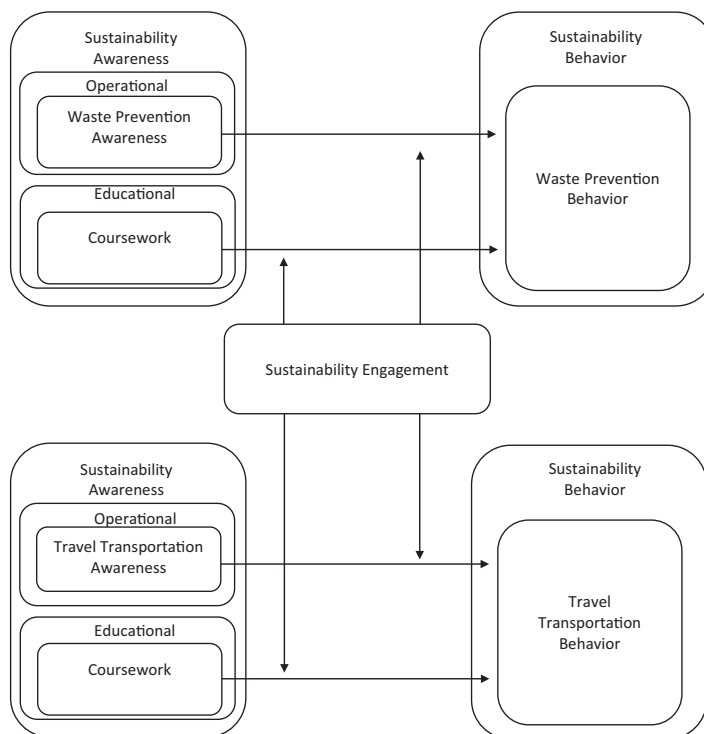 Sustainability
Awareness
Operational
Waste Prevention
Awareness
Educational
Coursework
Sustainability
Behavior
Waste Prevention
Behavior
Sustainability Engagement
Sustainability
Awareness
Operational
Travel Transportation
Awareness
Educational
Coursework
Sustainability
Behavior
Travel
Transportation
Behavior